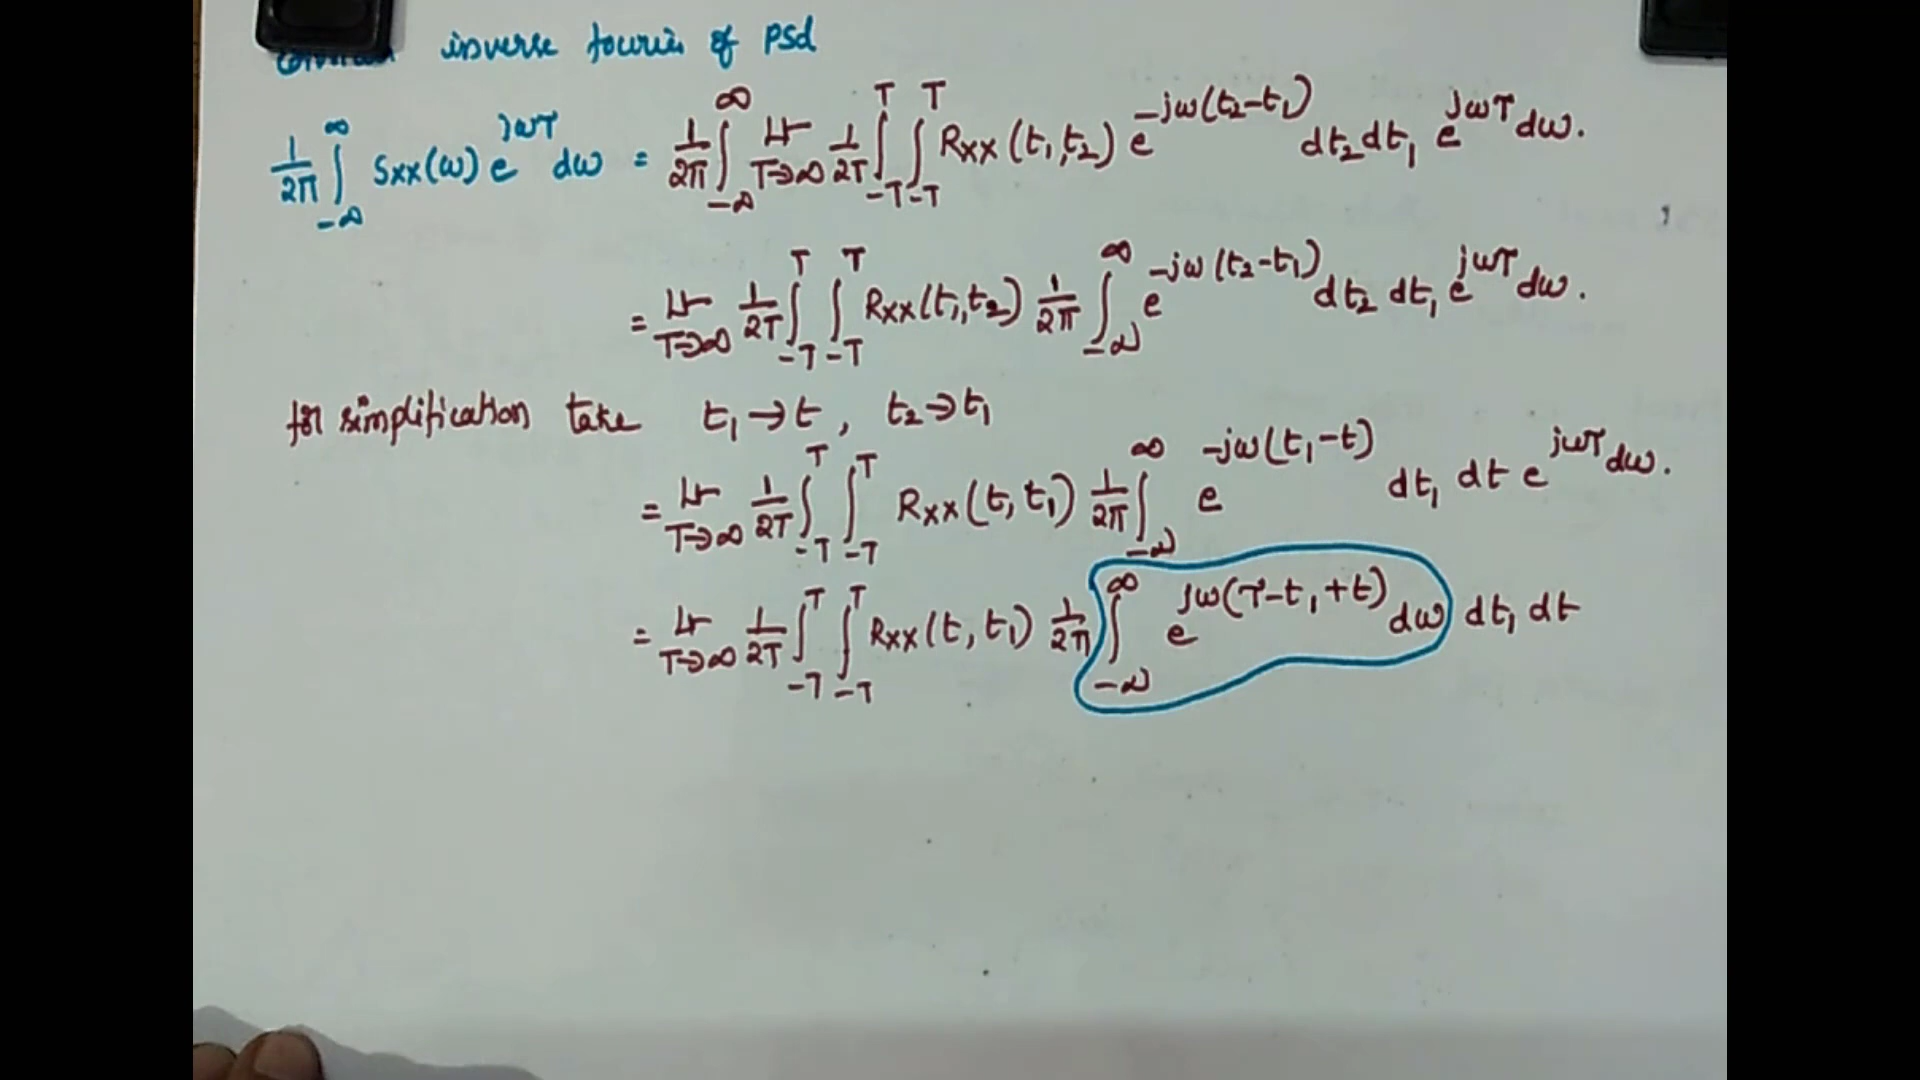 inverse fourier of psd
1/2π ∫_{-∞}^{∞} Sxx(ω) e^{jωτ} dω = 1/2π ∫_{-∞}^{∞} Lt_{T→∞} 1/2T ∫_{-T}^{T} ∫_{-T}^{T} Rxx(t₁,t₂) e^{-jω(t₂-t₁)} dt₂ dt₁ e^{jωτ} dω.
= Lt_{T→∞} 1/2T ∫_{-T}^{T} ∫_{-T}^{T} Rxx(t₁,t₂) 1/2π ∫_{-∞}^{∞} e^{-jω(t₂-t₁)} dt₂ dt₁ e^{jωτ} dω.
for simplification take t₁→t, t₂→t₁
= Lt_{T→∞} 1/2T ∫_{-T}^{T} ∫_{-T}^{T} Rxx(t, t₁) 1/2π ∫_{-∞}^{∞} e^{-jω(t₁-t)} dt₁ dt e^{jωτ} dω.
= Lt_{T→∞} 1/2T ∫_{-T}^{T} ∫_{-T}^{T} Rxx(t, t₁) 1/2π ∫_{-∞}^{∞} e^{jω(τ-t₁+t)} dω dt₁ dt